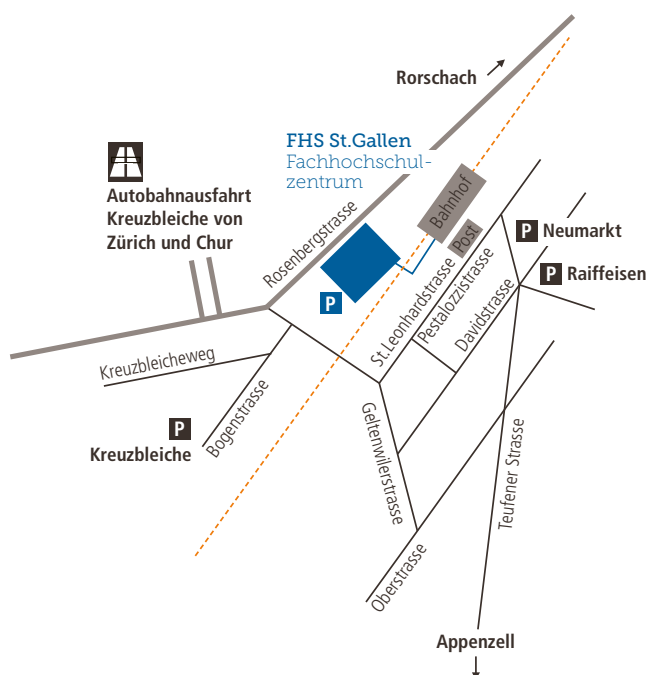 Rorschach
FHS St.Gallen
Fachhochschul-
zentrum
Autobahnausfahrt
Kreuzbleiche von
Zürich und Chur
Rosenbergstrasse
Bahnhof
Post
P Neumarkt
P Raiffeisen
P
St.Leonhardstrasse
Pestalozzistrasse
Davidstrasse
Kreuzbleicheweg
Bogenstrasse
P
Kreuzbleiche
Geltenwilerstrasse
Teufener Strasse
Oberstrasse
Appenzell